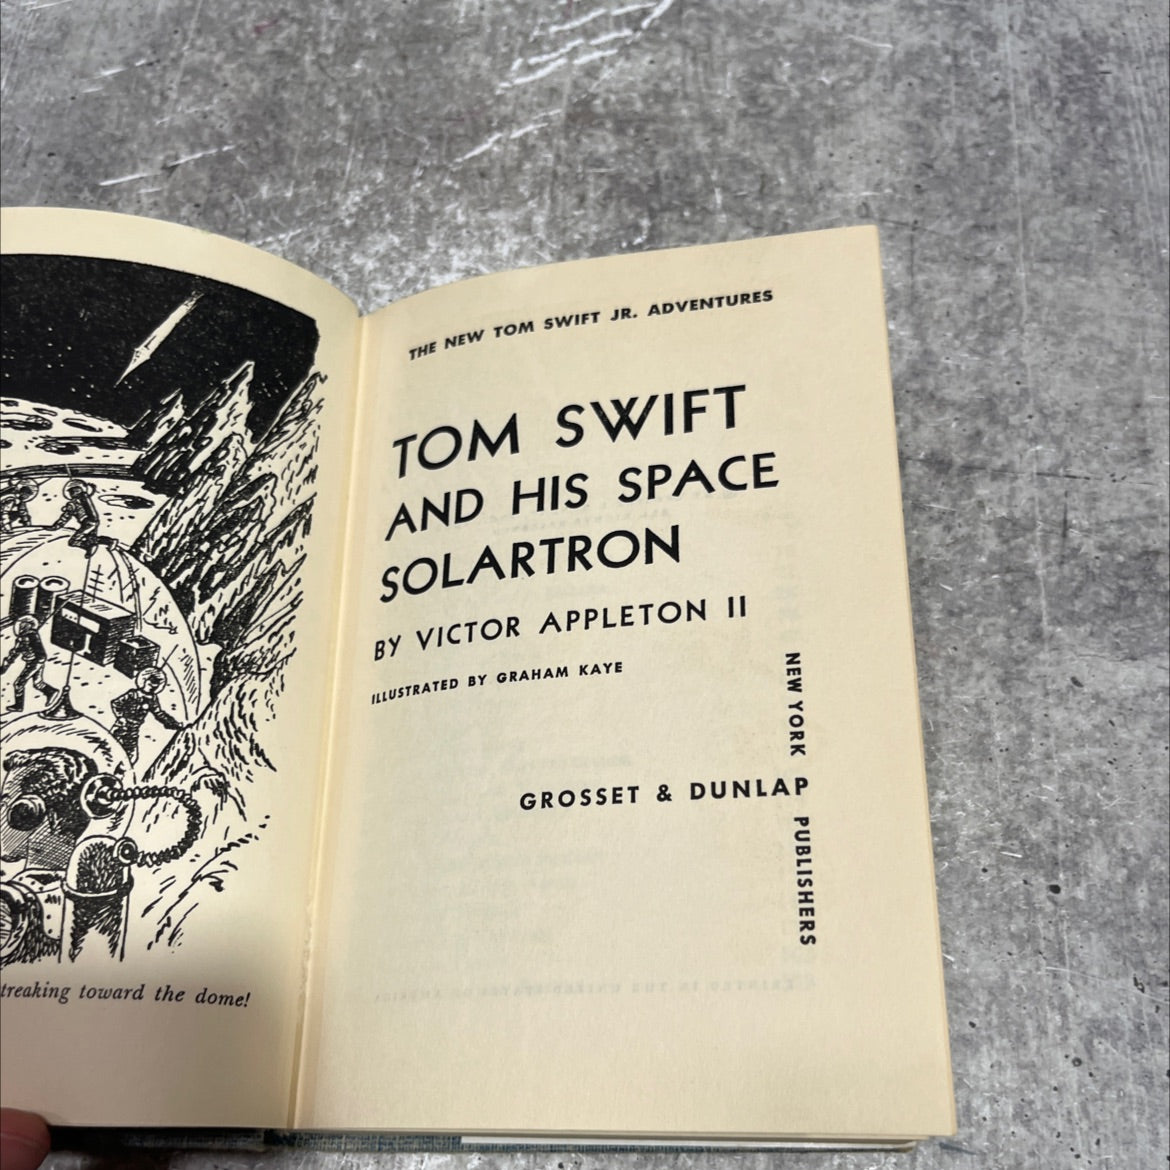 treaking toward the dome!
THE NEW TOM SWIFT JR. ADVENTURES
TOM SWIFT
AND HIS SPACE
SOLARTRON
BY VICTOR APPLETON II
ILLUSTRATED BY GRAHAM KAYE
NEW YORK
GROSSET & DUNLAP
PUBLISHERS